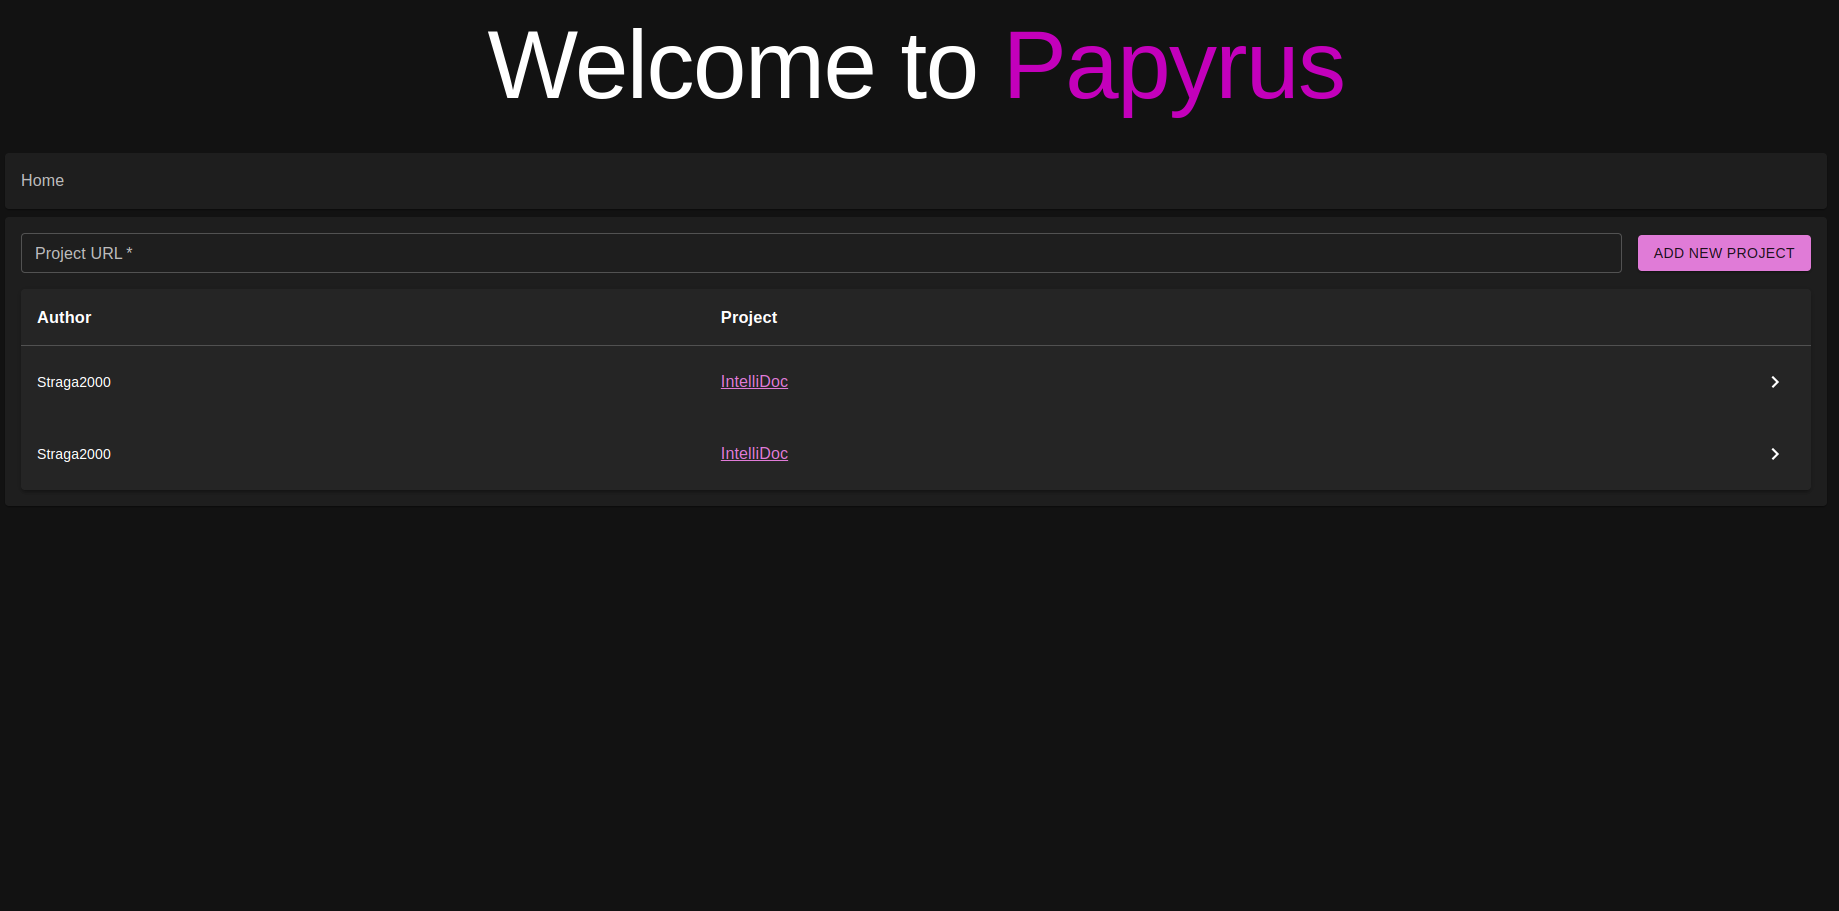 Welcome to Papyrus
Home
Project URL *
ADD NEW PROJECT
Author Project
Straga2000 IntelliDoc
Straga2000 IntelliDoc